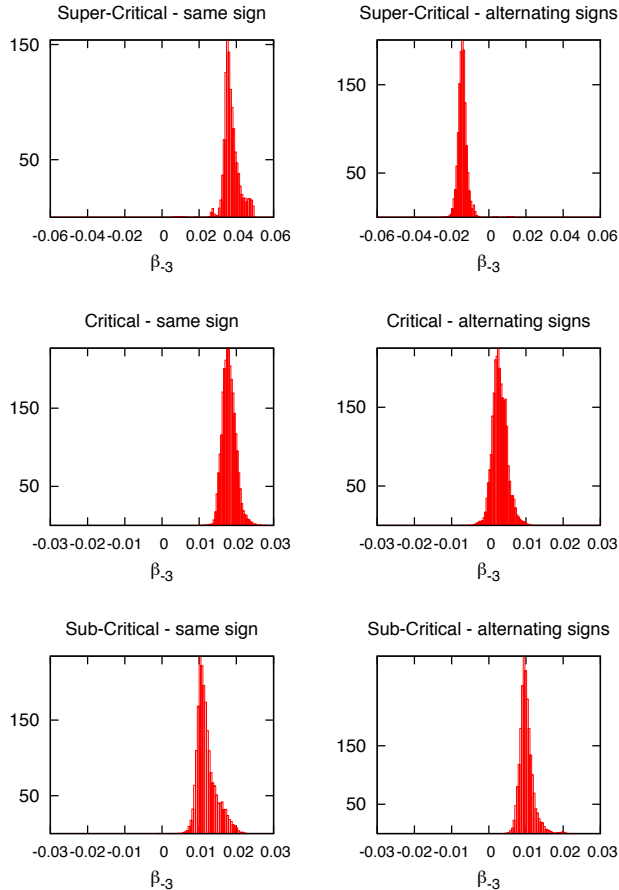 Super-Critical - same sign
150
50
-0.06 -0.04 -0.02 0 0.02 0.04 0.06
β-3
Super-Critical - alternating signs
150
50
-0.06 -0.04 -0.02 0 0.02 0.04 0.06
β-3
Critical - same sign
150
50
-0.03 -0.02 -0.01 0 0.01 0.02 0.03
β-3
Critical - alternating signs
150
50
-0.03 -0.02 -0.01 0 0.01 0.02 0.03
β-3
Sub-Critical - same sign
150
50
-0.03 -0.02 -0.01 0 0.01 0.02 0.03
β-3
Sub-Critical - alternating signs
150
50
-0.03 -0.02 -0.01 0 0.01 0.02 0.03
β-3